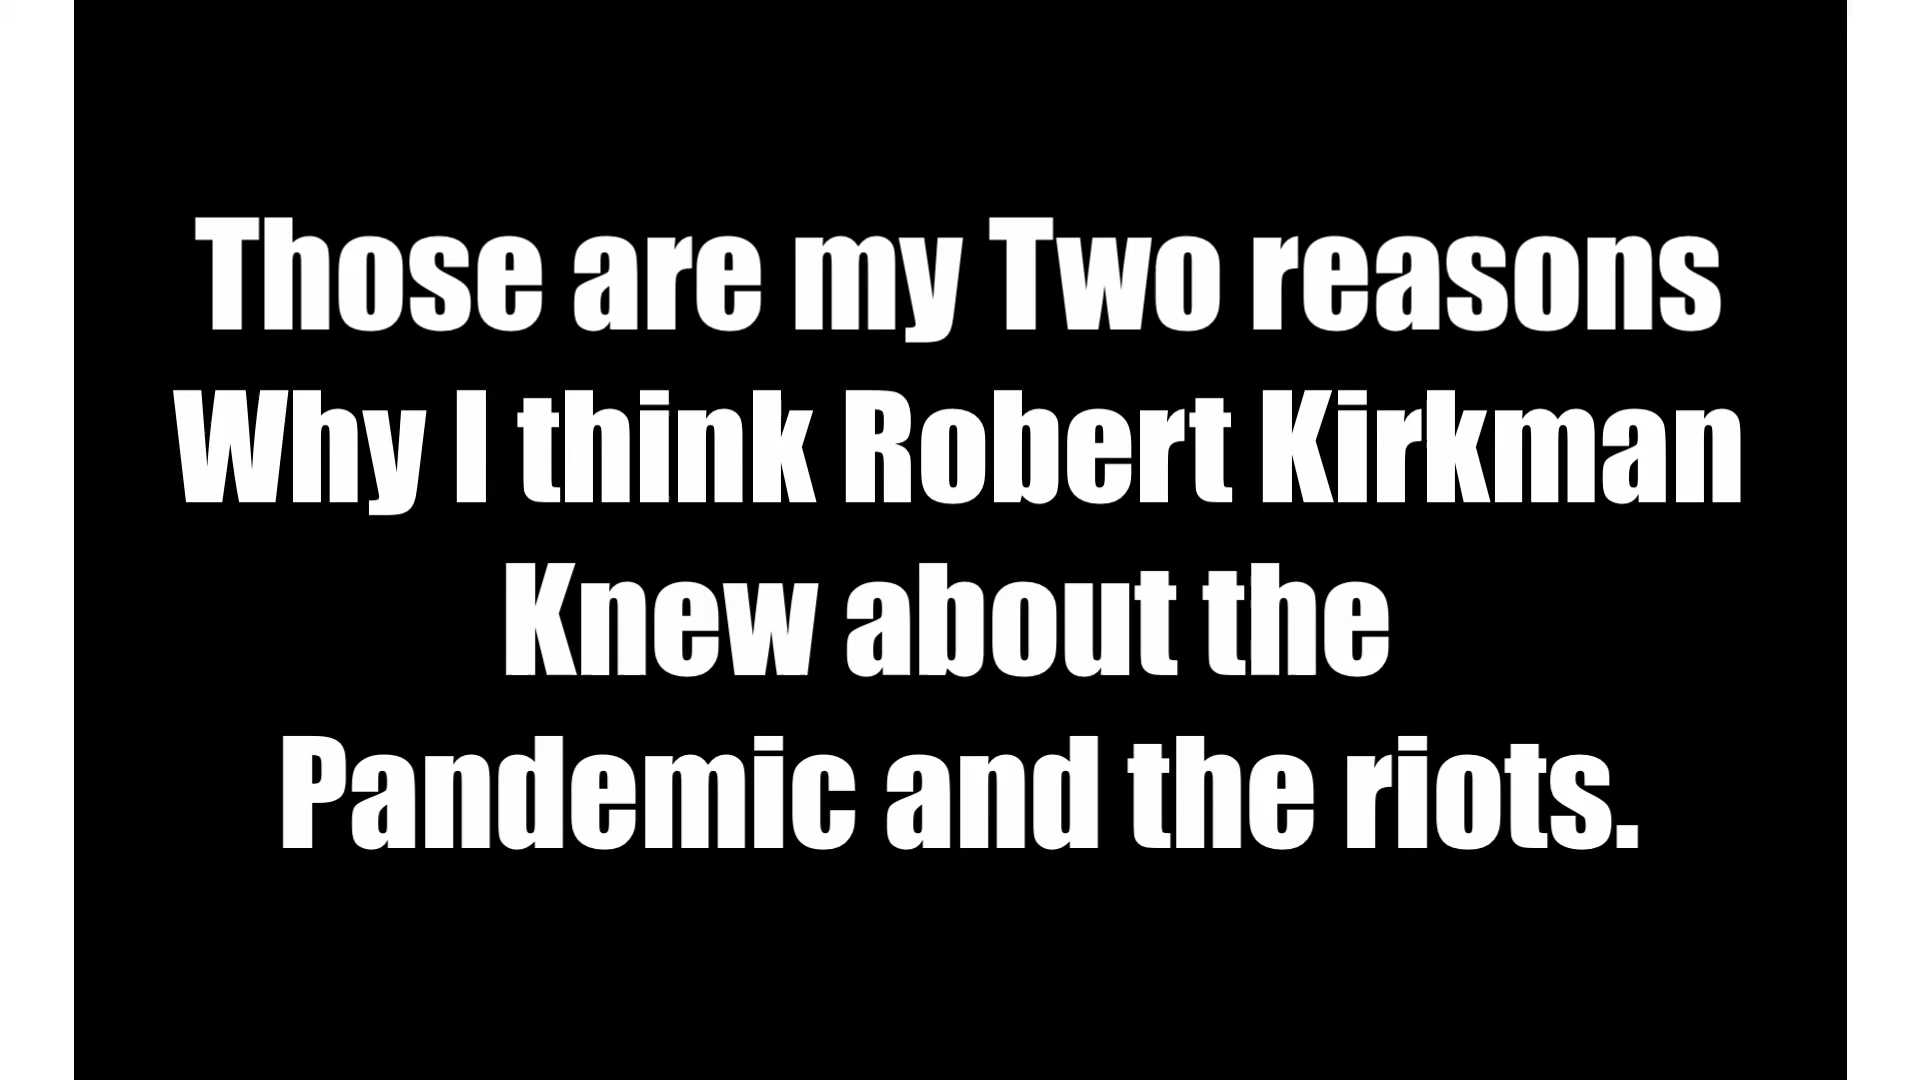 Those are my Two reasons
Why I think Robert Kirkman
Knew about the
Pandemic and the riots.